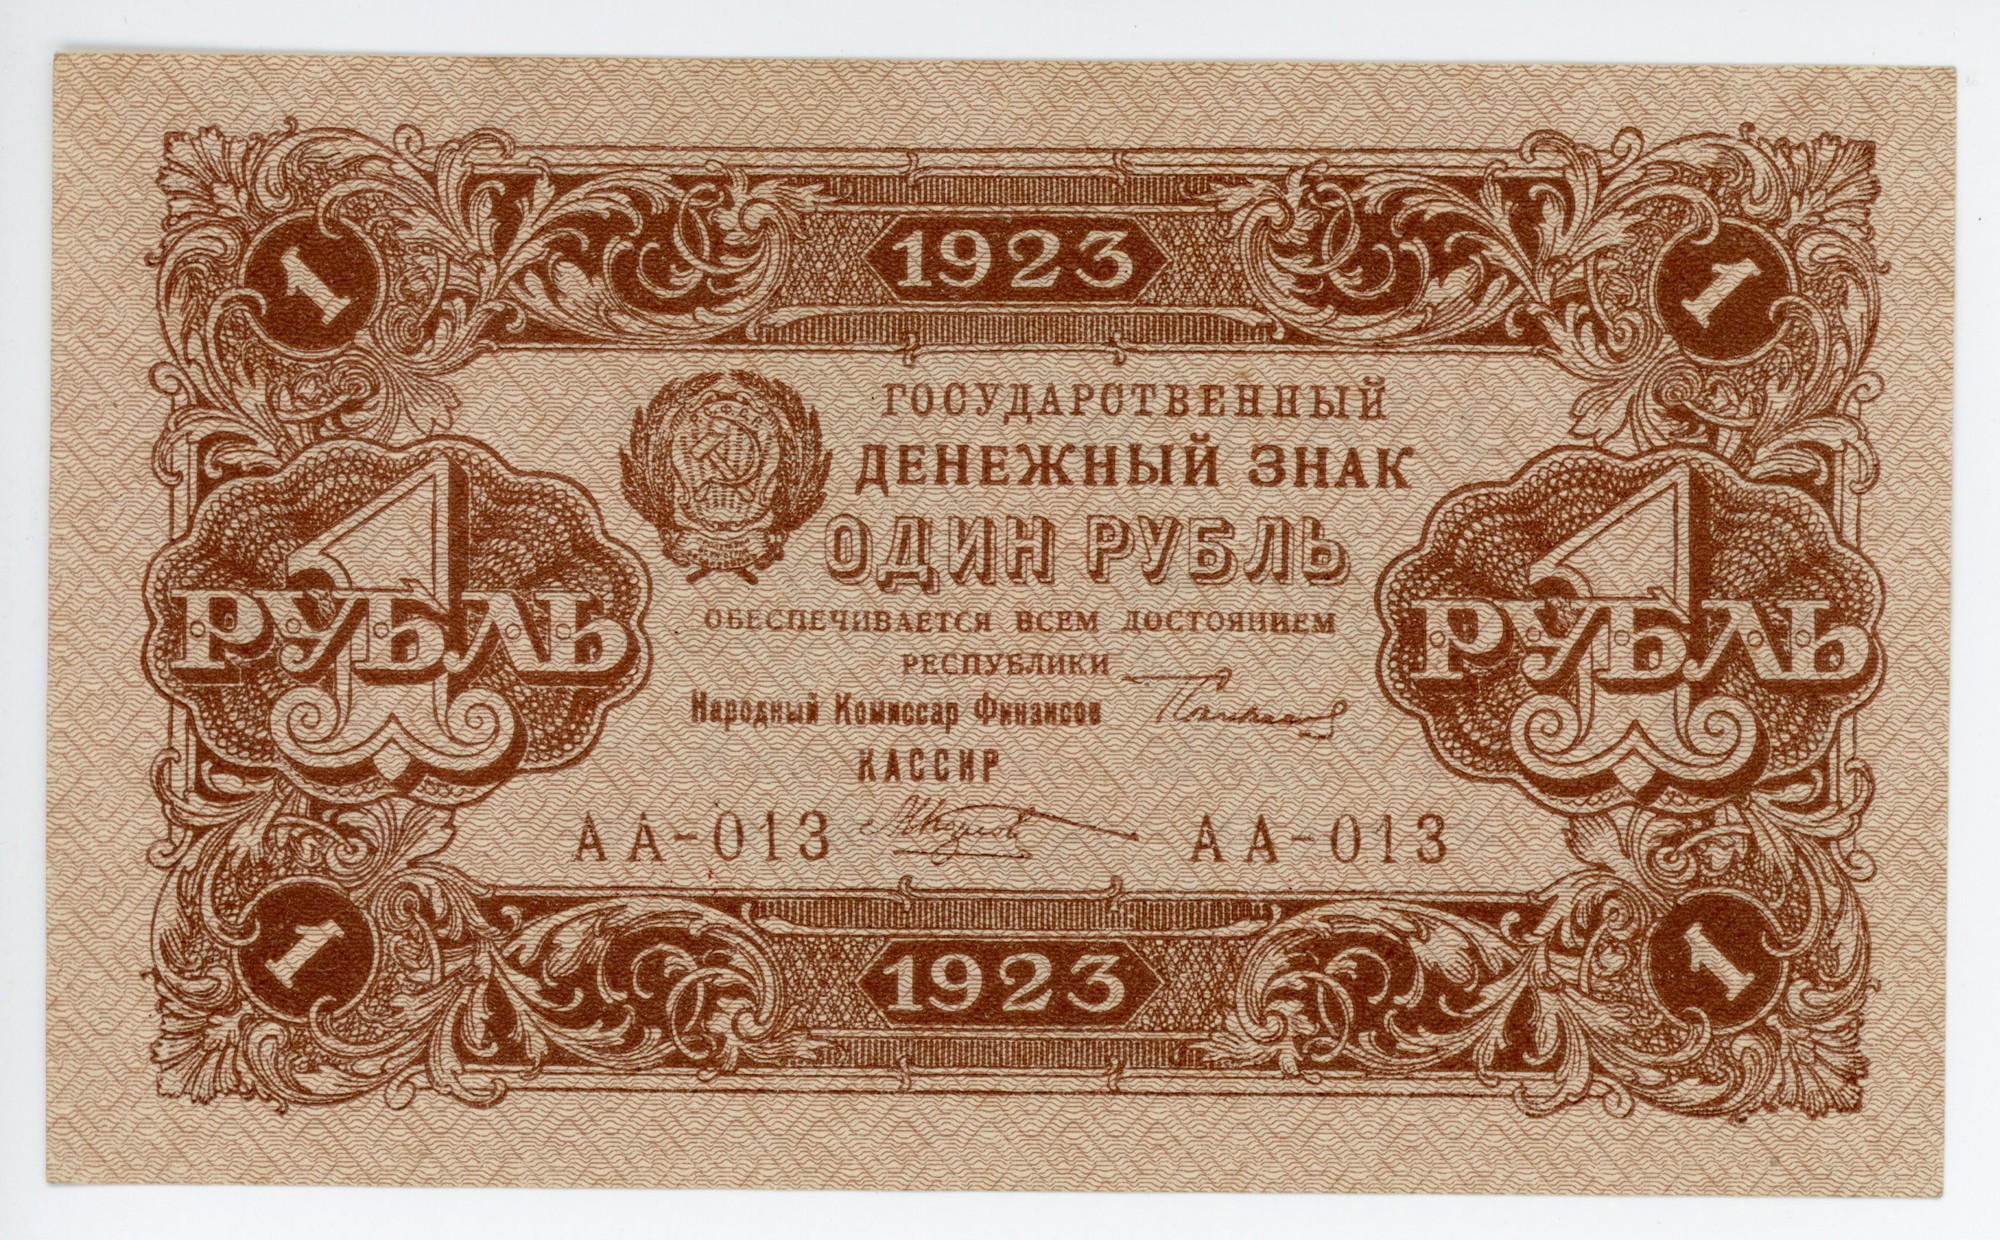 1 1923 1
ГОСУДАРСТВЕННЫЙ
ДЕНЕЖНЫЙ ЗНАК
ОДИН РУБЛЬ
1 РУБЛЬ
1 РУБЛЬ
ОБЕСПЕЧИВАЕТСЯ ВСЕМ ДОСТОЯНИЕМ
РЕСПУБЛИКИ
Народный Комиссар Финансов
КАССИР
АА-013 АА-013
1 1923 1